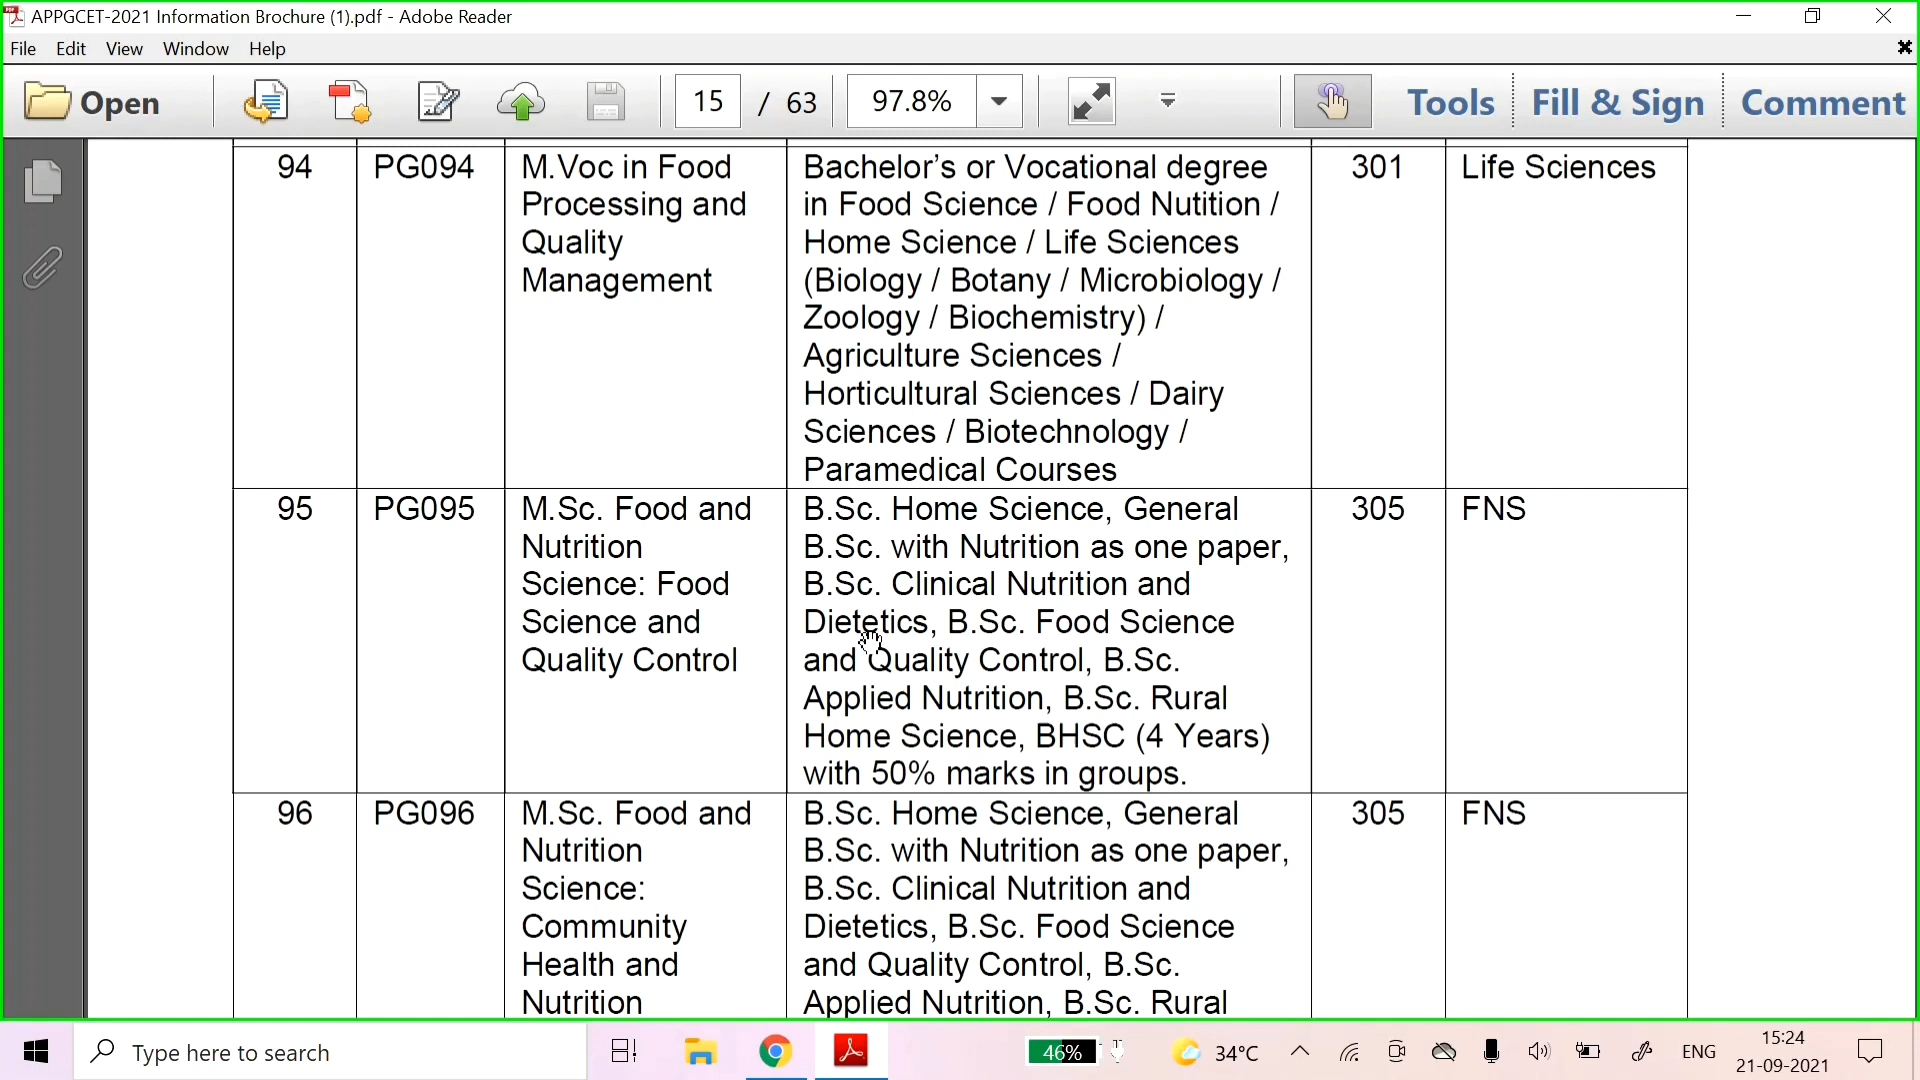 APPGCET-2021 Information Brochure (1).pdf - Adobe Reader
File Edit View Window Help
Open 15 / 63 97.8% Tools Fill & Sign Comment
94 PG094 M.Voc in Food Bachelor’s or Vocational degree 301 Life Sciences
Processing and in Food Science / Food Nutition /
Quality Home Science / Life Sciences
Management (Biology / Botany / Microbiology /
Zoology / Biochemistry) /
Agriculture Sciences /
Horticultural Sciences / Dairy
Sciences / Biotechnology /
Paramedical Courses
95 PG095 M.Sc. Food and B.Sc. Home Science, General 305 FNS
Nutrition B.Sc. with Nutrition as one paper,
Science: Food B.Sc. Clinical Nutrition and
Science and Dietetics, B.Sc. Food Science
Quality Control and Quality Control, B.Sc.
Applied Nutrition, B.Sc. Rural
Home Science, BHSC (4 Years)
with 50% marks in groups.
96 PG096 M.Sc. Food and B.Sc. Home Science, General 305 FNS
Nutrition B.Sc. with Nutrition as one paper,
Science: B.Sc. Clinical Nutrition and
Community Dietetics, B.Sc. Food Science
Health and and Quality Control, B.Sc.
Nutrition Applied Nutrition, B.Sc. Rural
Type here to search 46% 34°C ENG 15:24
21-09-2021